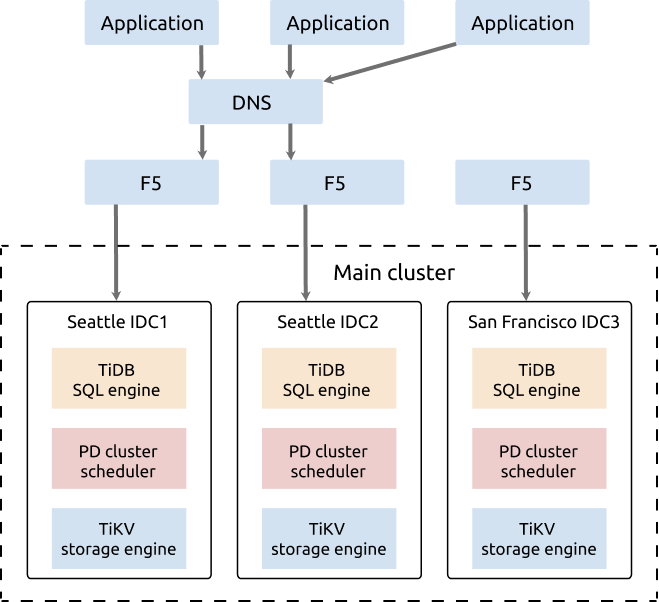 Application
Application
Application
DNS
F5
F5
F5
Main cluster
Seattle IDC1
TiDB
SQL engine
PD cluster
scheduler
TiKV
storage engine
Seattle IDC2
TiDB
SQL engine
PD cluster
scheduler
TiKV
storage engine
San Francisco IDC3
TiDB
SQL engine
PD cluster
scheduler
TiKV
storage engine